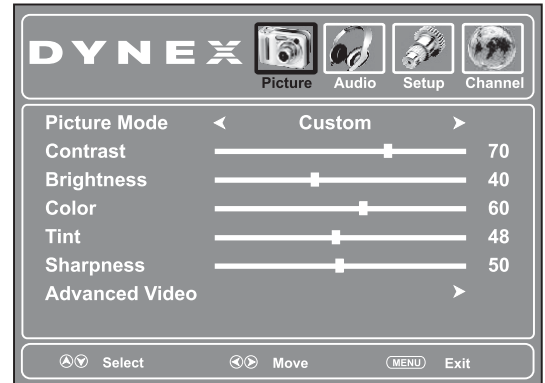 DYNEX
Picture Audio Setup Channel
Picture Mode Custom
Contrast 70
Brightness 40
Color 60
Tint 48
Sharpness 50
Advanced Video
Select Move MENU Exit